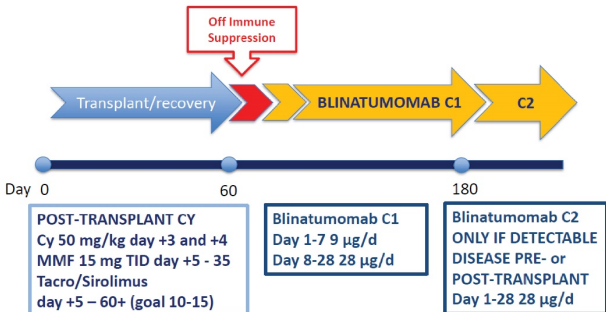 Off Immune
Suppression
Transplant/recovery
BLINATUMOMAB C1
C2
Day 0 60 180
POST-TRANSPLANT CY
Cy 50 mg/kg day +3 and +4
MMF 15 mg TID day +5 - 35
Tacro/Sirolimus
day +5 – 60+ (goal 10-15)
Blinatumomab C1
Day 1-7 9 μg/d
Day 8-28 28 μg/d
Blinatumomab C2
ONLY IF DETECTABLE
DISEASE PRE- or
POST-TRANSPLANT
Day 1-28 28 μg/d